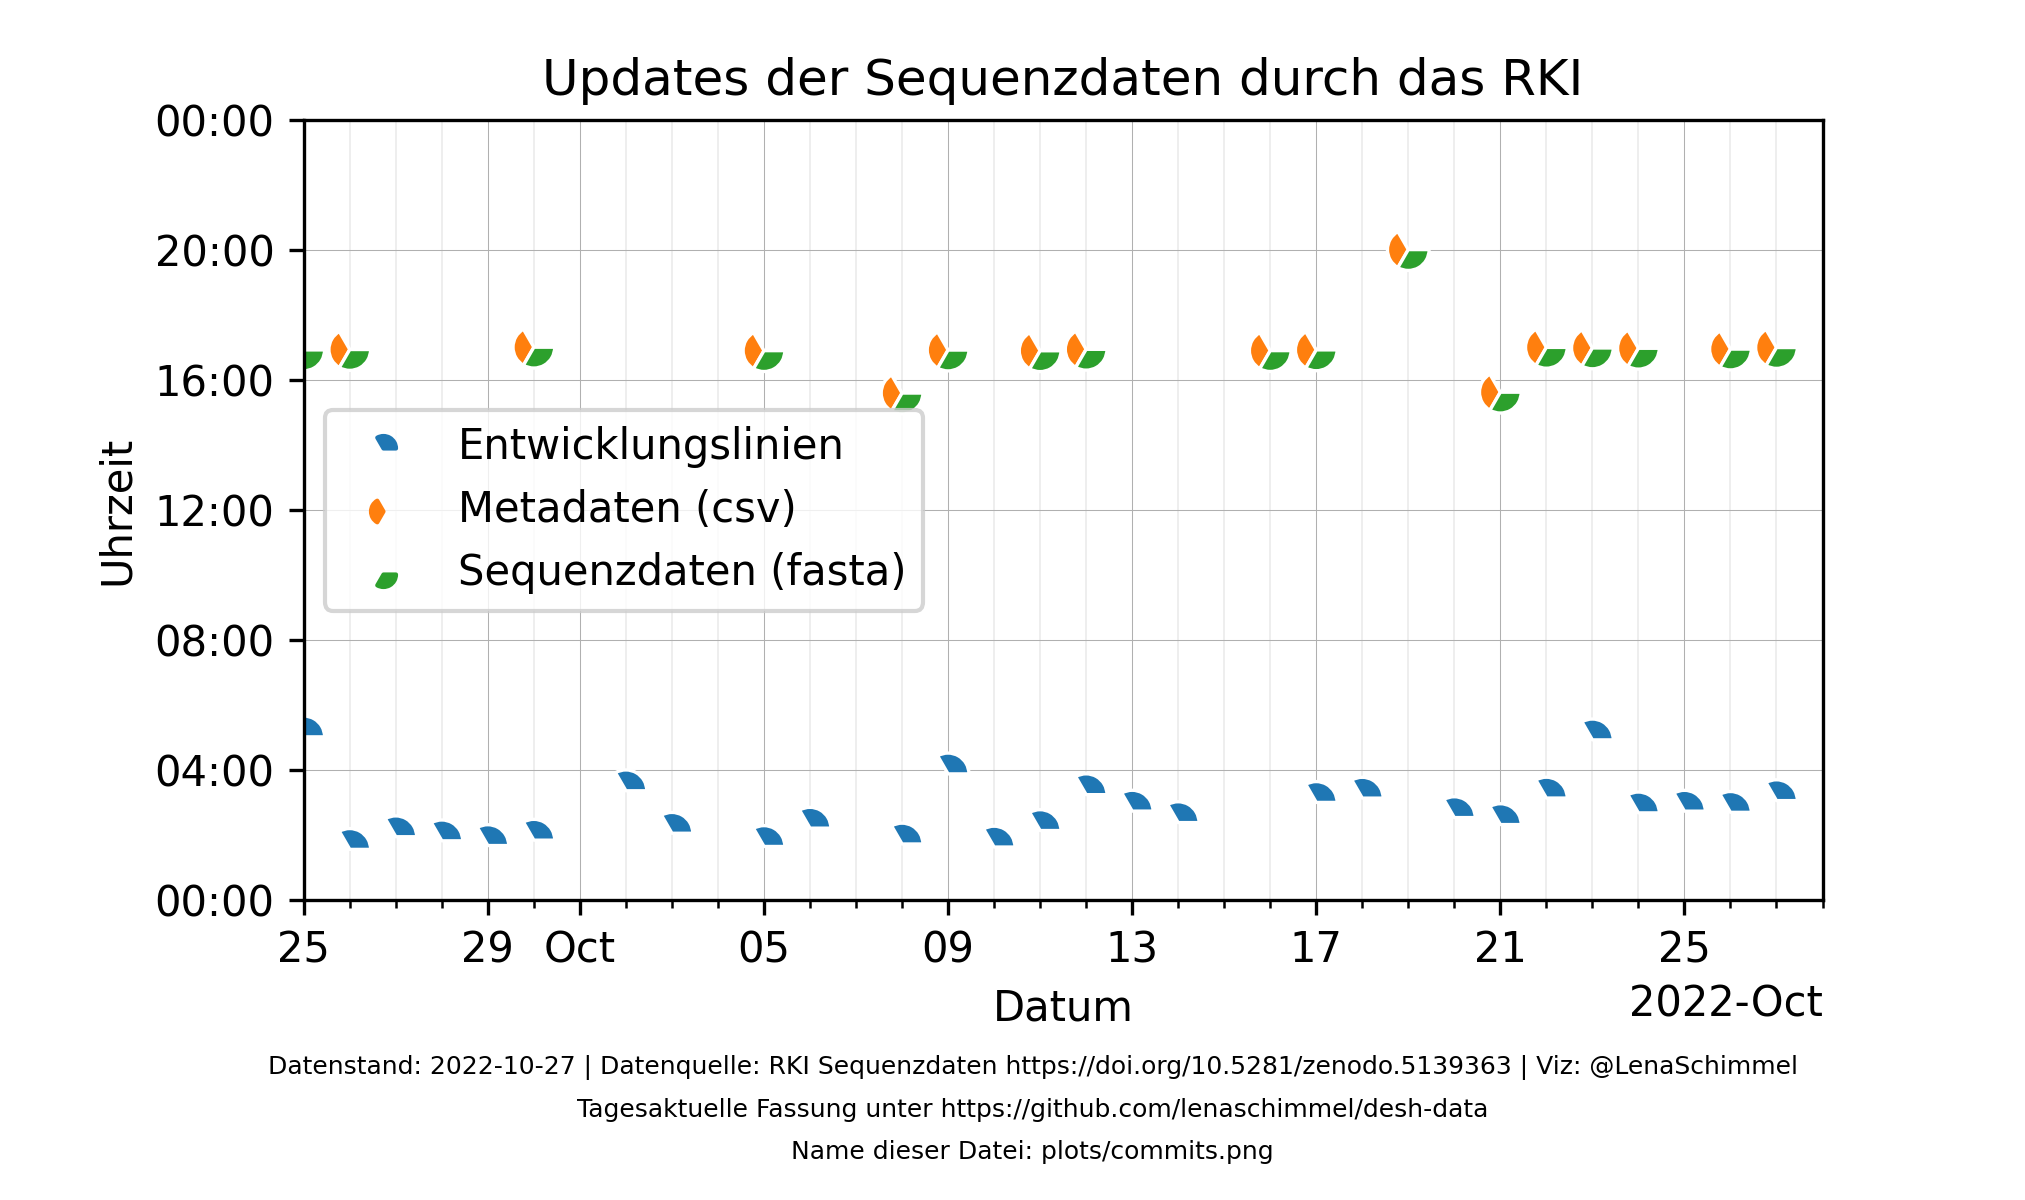 Updates der Sequenzdaten durch das RKI
00:00
20:00
16:00
12:00
08:00
04:00
00:00
Uhrzeit
Entwicklungslinien
Metadaten (csv)
Sequenzdaten (fasta)
25 29 Oct 05 09 13 17 21 25
2022-Oct
Datum
Datenstand: 2022-10-27 | Datenquelle: RKI Sequenzdaten https://doi.org/10.5281/zenodo.5139363 | Viz: @LenaSchimmel
Tagesaktuelle Fassung unter https://github.com/lenaschimmel/desh-data
Name dieser Datei: plots/commits.png